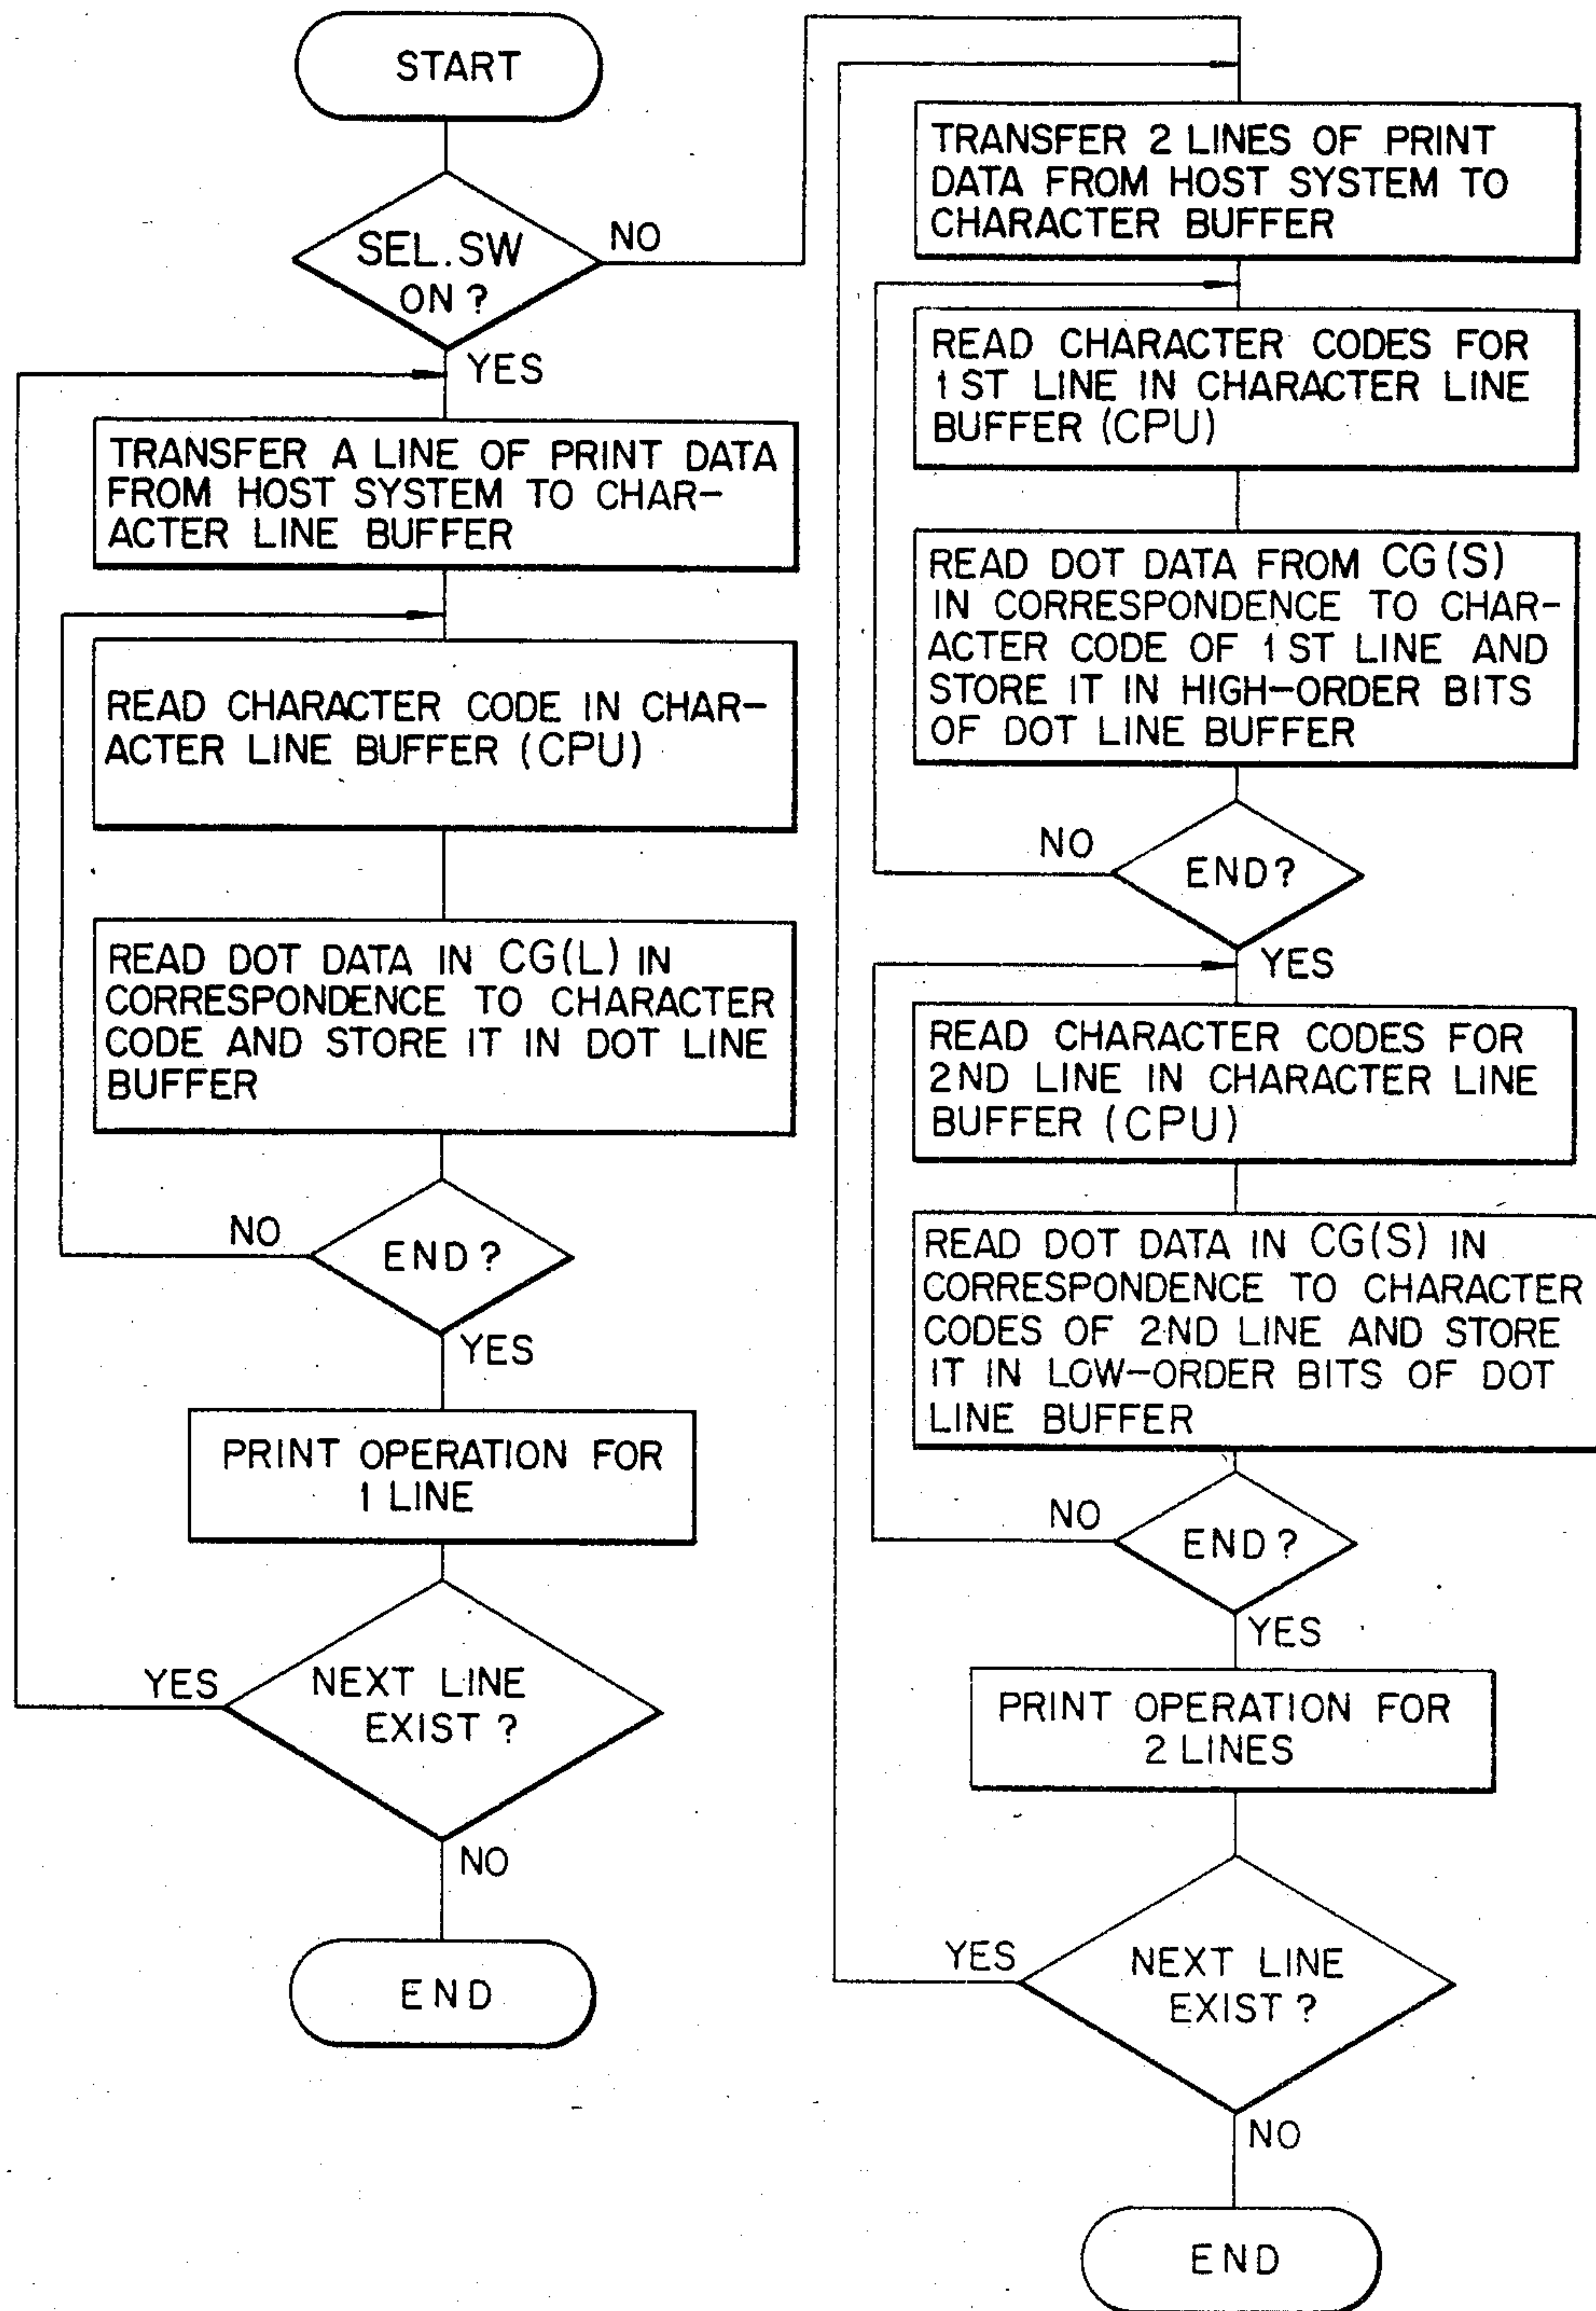 START
SEL.SW
ON?
NO
YES
TRANSFER A LINE OF PRINT DATA
FROM HOST SYSTEM TO CHAR-
ACTER LINE BUFFER
READ CHARACTER CODE IN CHAR-
ACTER LINE BUFFER (CPU)
READ DOT DATA IN CG(L) IN
CORRESPONDENCE TO CHARACTER
CODE AND STORE IT IN DOT LINE
BUFFER
NO
END?
YES
PRINT OPERATION FOR
1 LINE
YES
NEXT LINE
EXIST?
NO
END
TRANSFER 2 LINES OF PRINT
DATA FROM HOST SYSTEM TO
CHARACTER BUFFER
READ CHARACTER CODES FOR
1 ST LINE IN CHARACTER LINE
BUFFER (CPU)
READ DOT DATA FROM CG(S)
IN CORRESPONDENCE TO CHAR-
ACTER CODE OF 1 ST LINE AND
STORE IT IN HIGH-ORDER BITS
OF DOT LINE BUFFER
NO
END?
YES
READ CHARACTER CODES FOR
2ND LINE IN CHARACTER LINE
BUFFER (CPU)
READ DOT DATA IN CG(S) IN
CORRESPONDENCE TO CHARACTER
CODES OF 2ND LINE AND STORE
IT IN LOW-ORDER BITS OF DOT
LINE BUFFER
NO
END?
YES
PRINT OPERATION FOR
2 LINES
YES
NEXT LINE
EXIST?
NO
END